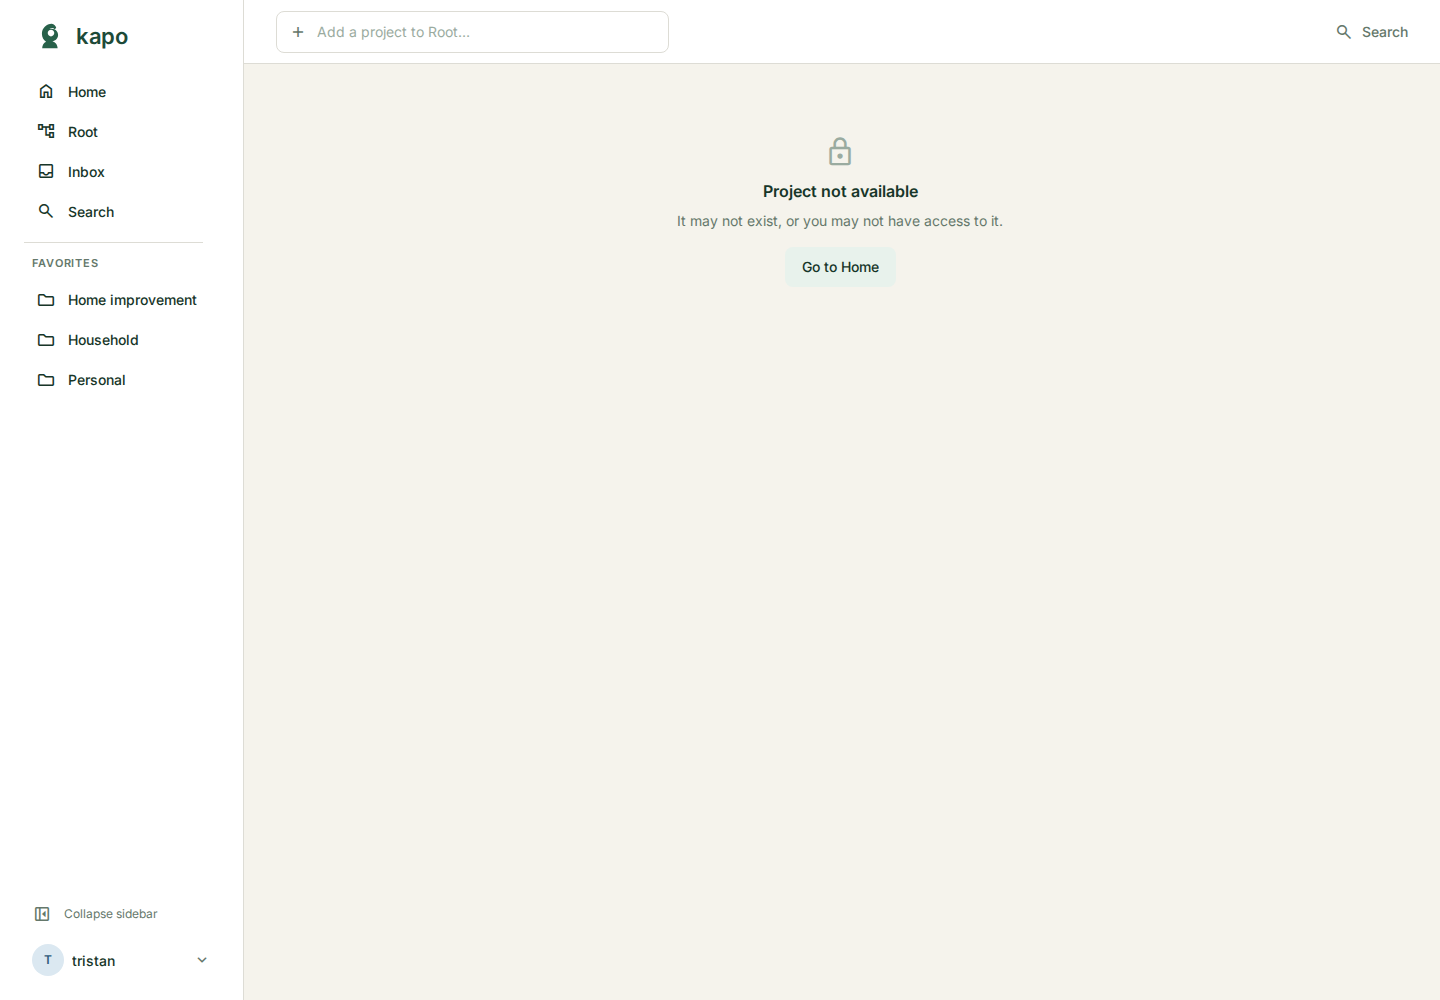 kapo
Home
Root
Inbox
Search
FAVORITES
Home improvement
Household
Personal
Collapse sidebar
T
tristan
Add a project to Root...
Search
Project not available
It may not exist, or you may not have access to it.
Go to Home